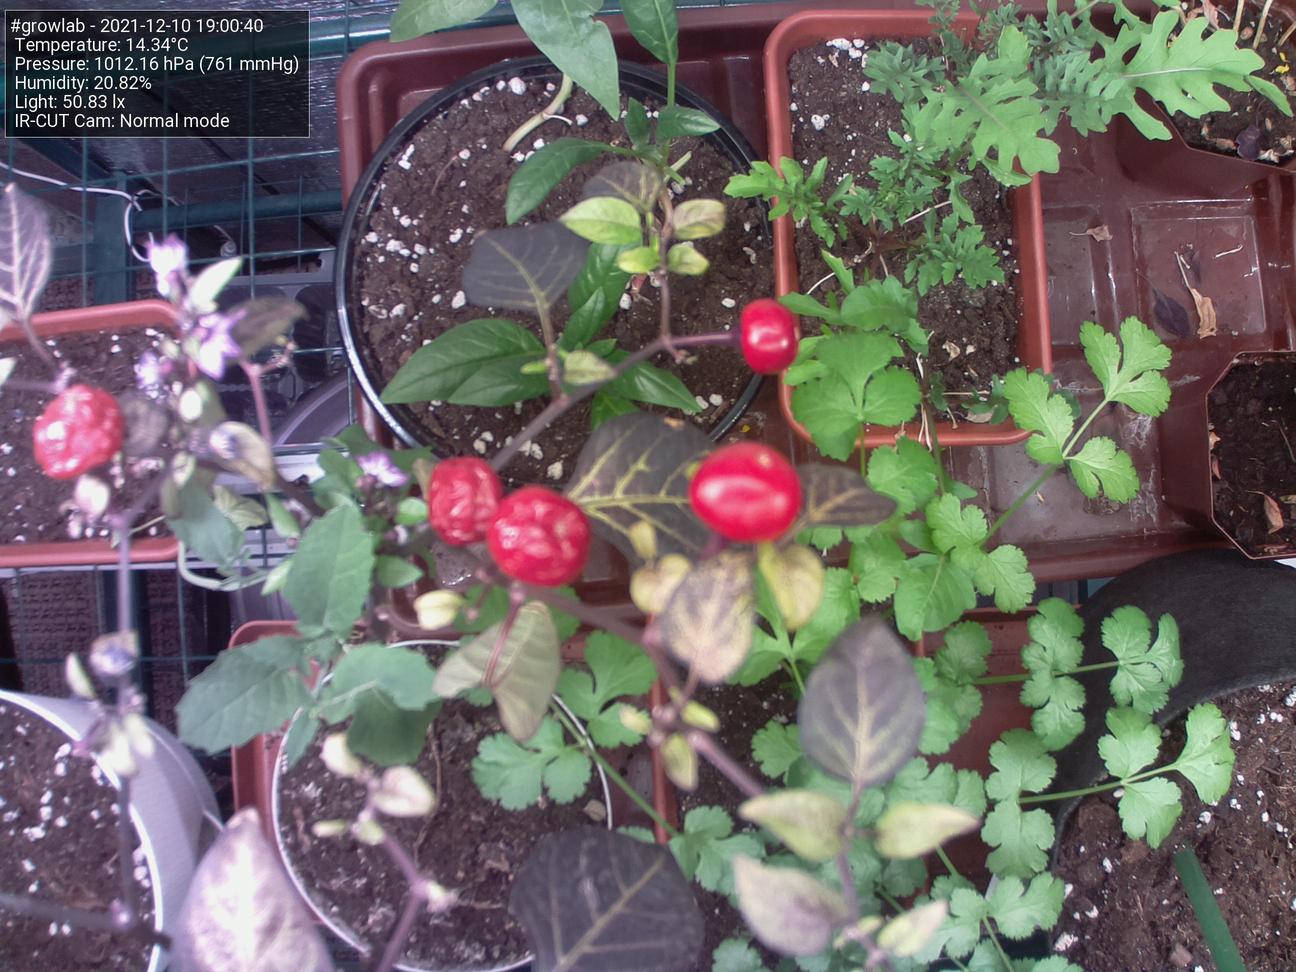 #growlab - 2021-12-10 19:00:40
Temperature: 14.34°C
Pressure: 1012.16 hPa (761 mmHg)
Humidity: 20.82%
Light: 50.83 lx
IR-CUT Cam: Normal mode